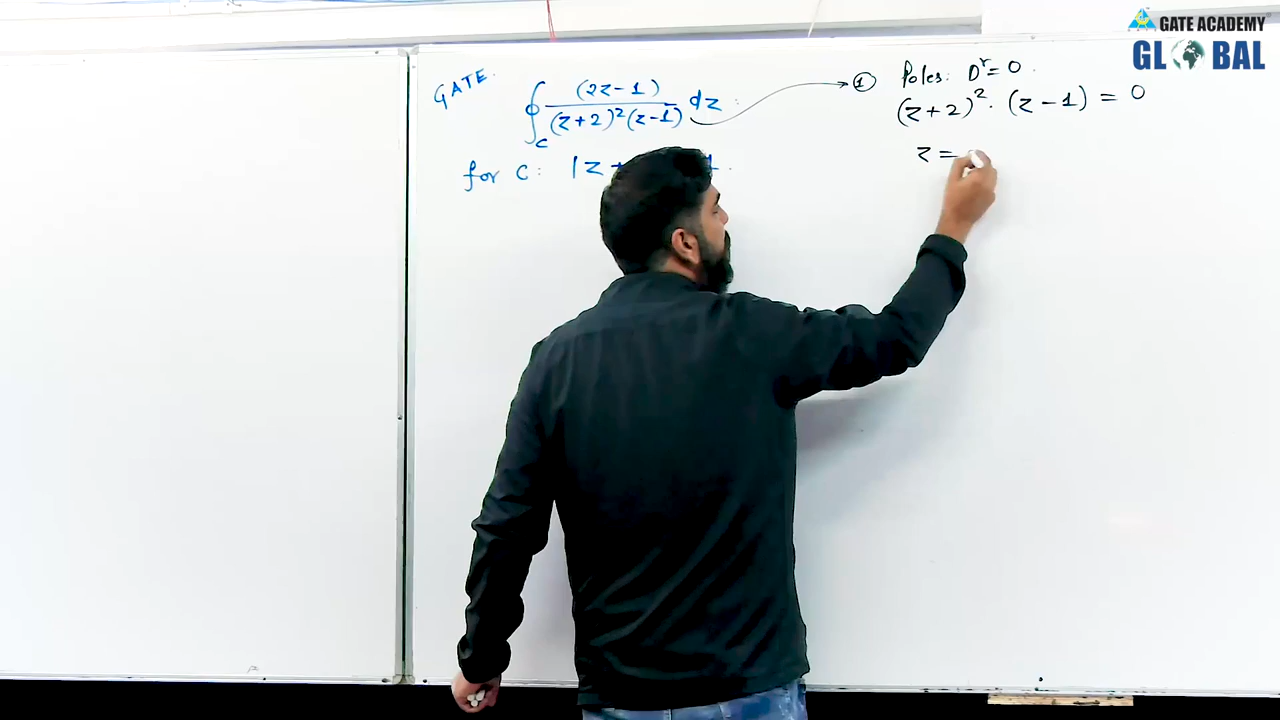 GATE.
∮_C (2z-1) / (z+2)²(z-1) dz :
for C: |z +
① Poles: Dʳ = 0.
(z+2)² · (z-1) = 0
z =
GATE ACADEMY
GLOBAL